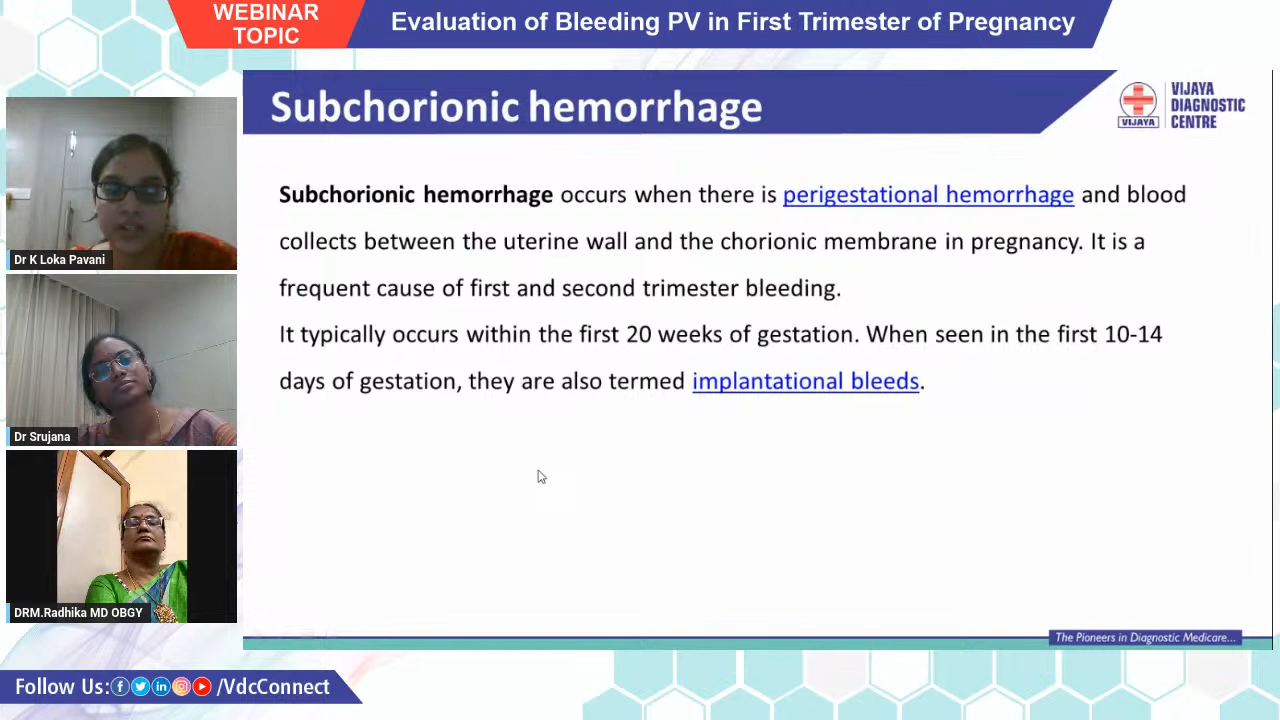 WEBINAR
TOPIC
Evaluation of Bleeding PV in First Trimester of Pregnancy
Subchorionic hemorrhage
VIJAYA
VIJAYA
DIAGNOSTIC
CENTRE
Subchorionic hemorrhage occurs when there is perigestational hemorrhage and blood
collects between the uterine wall and the chorionic membrane in pregnancy. It is a
frequent cause of first and second trimester bleeding.
It typically occurs within the first 20 weeks of gestation. When seen in the first 10-14
days of gestation, they are also termed implantational bleeds.
Dr K Loka Pavani
Dr Srujana
DRM.Radhika MD OBGY
The Pioneers in Diagnostic Medicare...
Follow Us: /VdcConnect